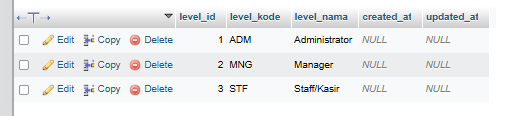 level_id level_kode level_nama created_at updated_at
Edit Copy Delete 1 ADM Administrator NULL NULL
Edit Copy Delete 2 MNG Manager NULL NULL
Edit Copy Delete 3 STF Staff/Kasir NULL NULL